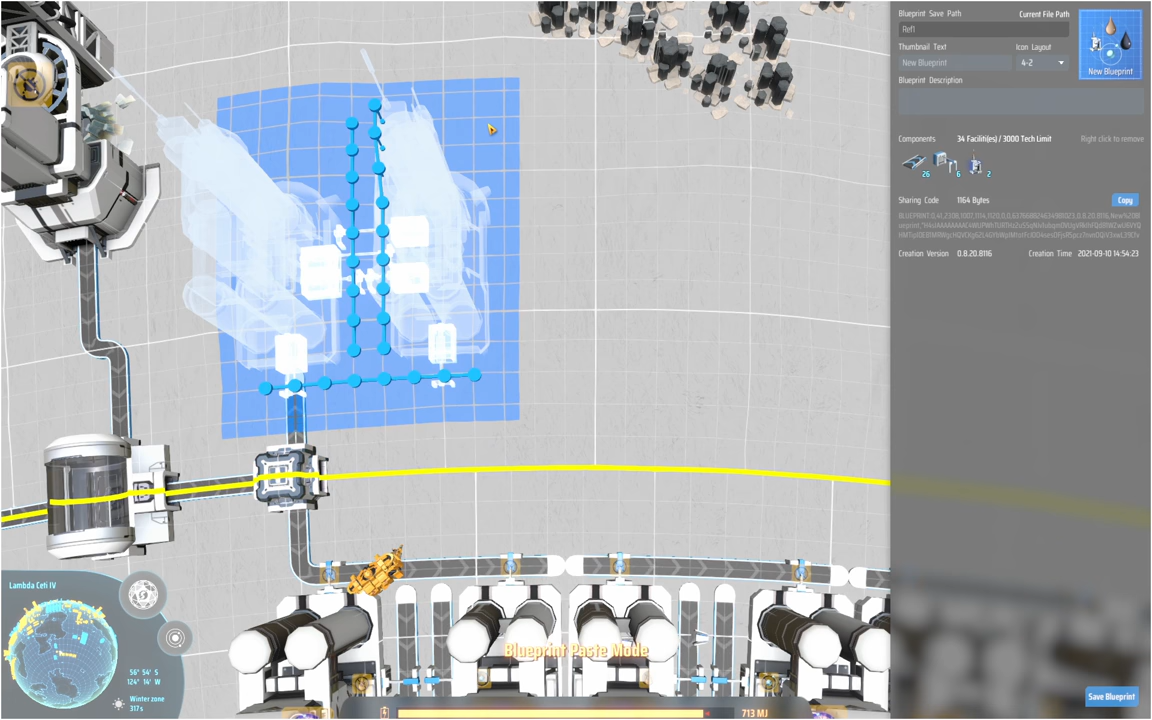 Blueprint Save Path
Current File Path
Ref1
Thumbnail Text
Icon Layout
New Blueprint
4-2
New Blueprint
Blueprint Description
Components
34 Facilit(ies) / 3000 Tech Limit
Right click to remove
26
6
2
Sharing Code
1164 Bytes
Copy
Creation Version
0.8.20.8116
Creation Time
2021-09-10 14:54:23
Lambda Ceti IV
56° 54' S
124° 14' W
Winter zone
317s
Blueprint Paste Mode
713 MJ
Save Blueprint